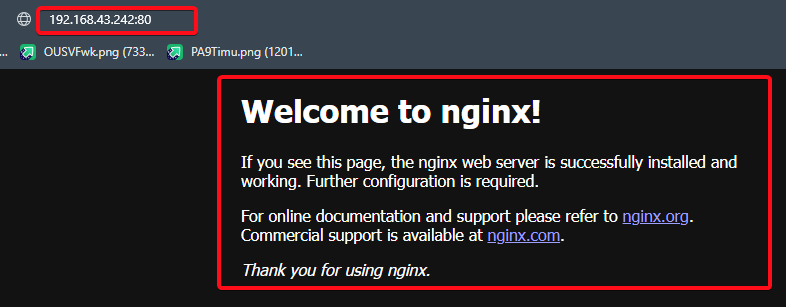 192.168.43.242:80
... OUSVFwk.png (733... PA9Timu.png (1201...
Welcome to nginx!
If you see this page, the nginx web server is successfully installed and
working. Further configuration is required.
For online documentation and support please refer to nginx.org.
Commercial support is available at nginx.com.
Thank you for using nginx.